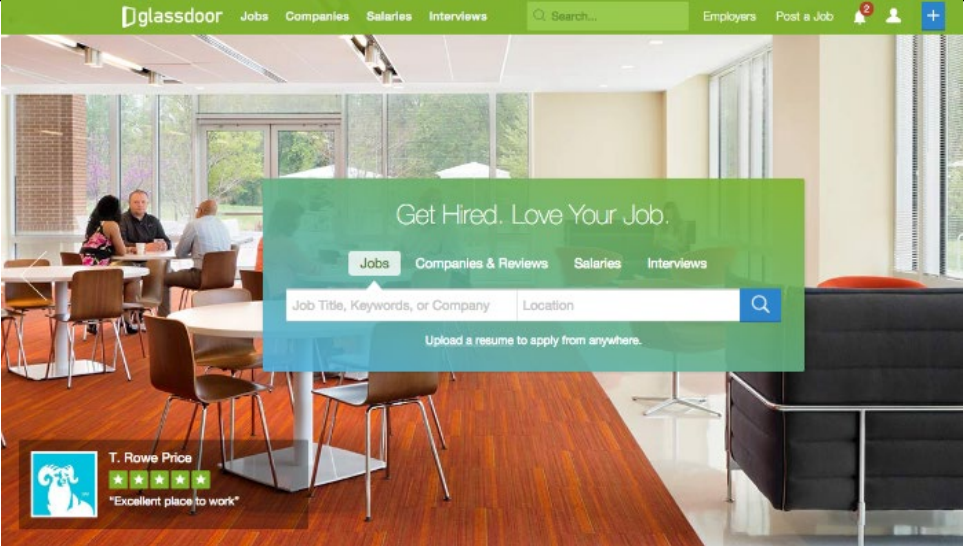 glassdoor Jobs Companies Salaries Interviews Search... Employers Post a Job 2
Get Hired. Love Your Job.
Jobs Companies & Reviews Salaries Interviews
Job Title, Keywords, or Company Location
Upload a resume to apply from anywhere.
T. Rowe Price
"Excellent place to work"